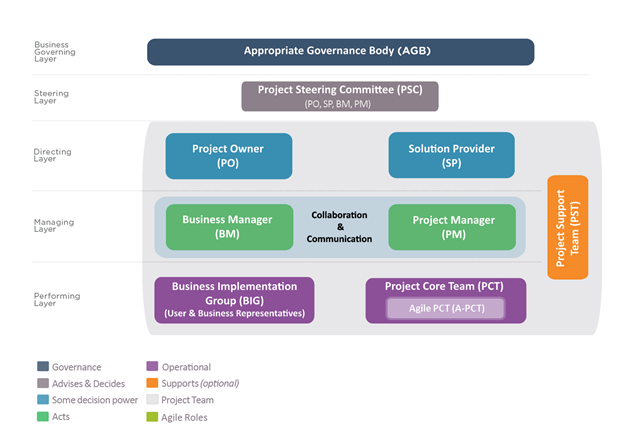 Business
Governing
Layer
Appropriate Governance Body (AGB)
Steering
Layer
Project Steering Committee (PSC)
(PO, SP, BM, PM)
Directing
Layer
Project Owner
(PO)
Solution Provider
(SP)
Managing
Layer
Business Manager
(BM)
Collaboration
&
Communication
Project Manager
(PM)
Project Support
Team (PST)
Performing
Layer
Business Implementation
Group (BIG)
(User & Business Representatives)
Project Core Team (PCT)
Agile PCT (A-PCT)
Governance
Advises & Decides
Some decision power
Acts
Operational
Supports (optional)
Project Team
Agile Roles